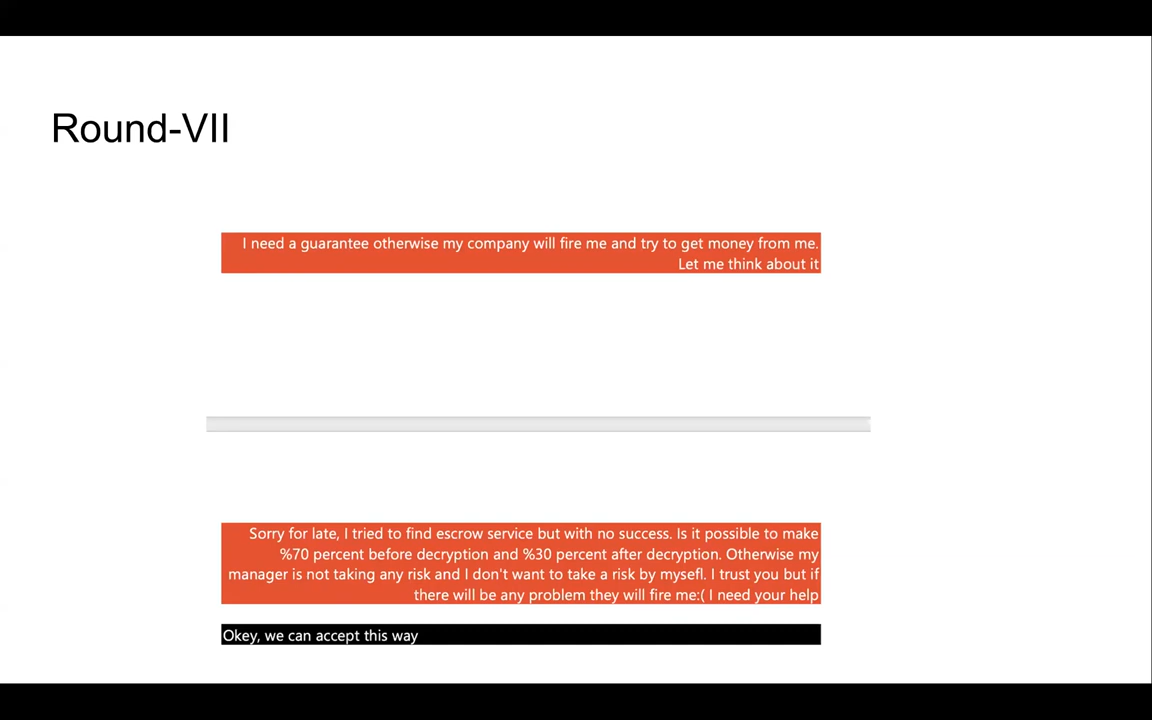 Round-VII
I need a guarantee otherwise my company will fire me and try to get money from me.
Let me think about it
Sorry for late, I tried to find escrow service but with no success. Is it possible to make
%70 percent before decryption and %30 percent after decryption. Otherwise my
manager is not taking any risk and I don't want to take a risk by mysefl. I trust you but if
there will be any problem they will fire me:( I need your help
Okey, we can accept this way